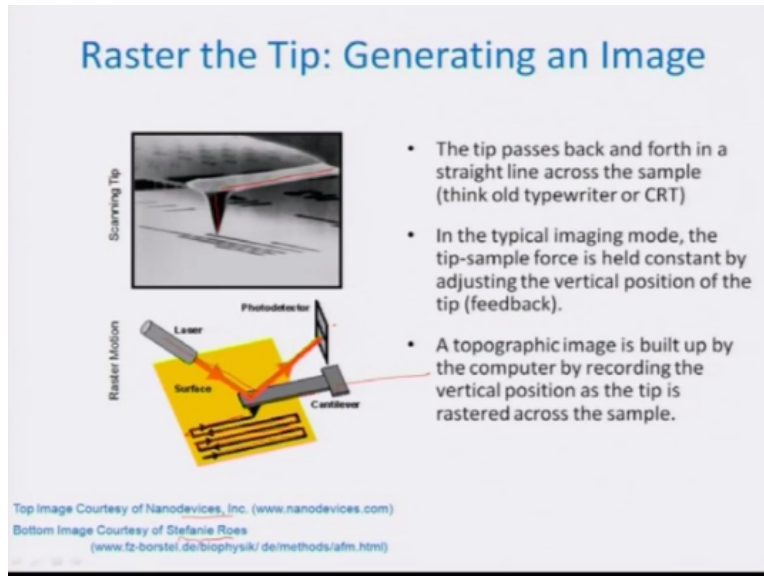 Raster the Tip: Generating an Image
Scanning Tip
• The tip passes back and forth in a
straight line across the sample
(think old typewriter or CRT)
• In the typical imaging mode, the
tip-sample force is held constant by
adjusting the vertical position of the
tip (feedback).
• A topographic image is built up by
the computer by recording the
vertical position as the tip is
rastered across the sample.
Raster Motion
Photodetector
Laser
Surface
Cantilever
Top Image Courtesy of Nanodevices, Inc. (www.nanodevices.com)
Bottom Image Courtesy of Stefanie Roes
(www.fz-borstel.de/biophysik/ de/methods/afm.html)